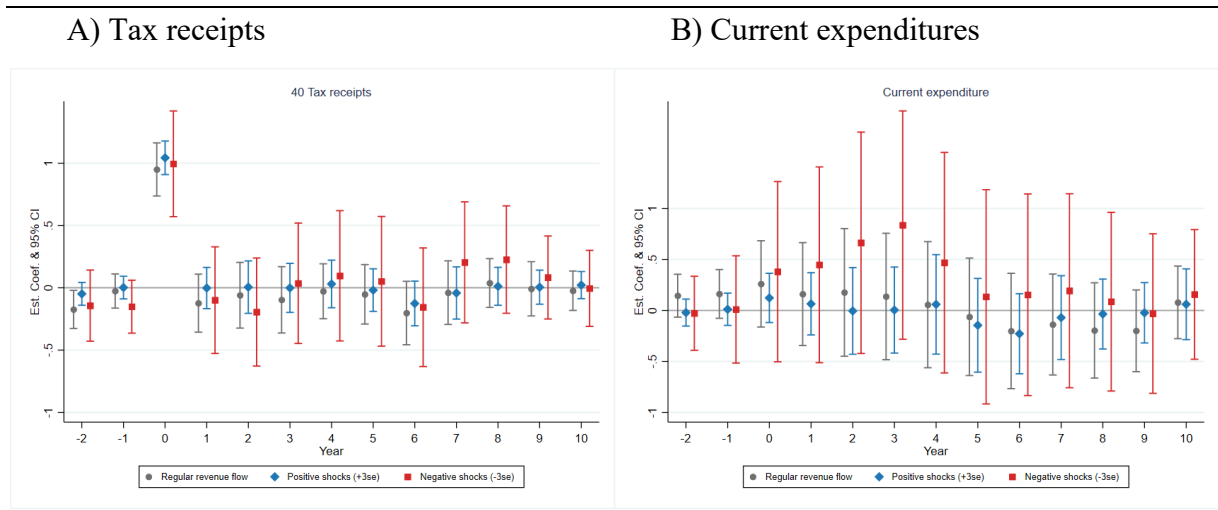 A) Tax receipts
B) Current expenditures
40 Tax receipts
Est. Coef. & 95% CI
1
.5
0
-.5
-1
-2 -1 0 1 2 3 4 5 6 7 8 9 10
Year
Regular revenue flow Positive shocks (+3se) Negative shocks (-3se)
Current expenditure
Est. Coef. & 95% CI
1
.5
0
-.5
-1
-2 -1 0 1 2 3 4 5 6 7 8 9 10
Year
Regular revenue flow Positive shocks (+3se) Negative shocks (-3se)